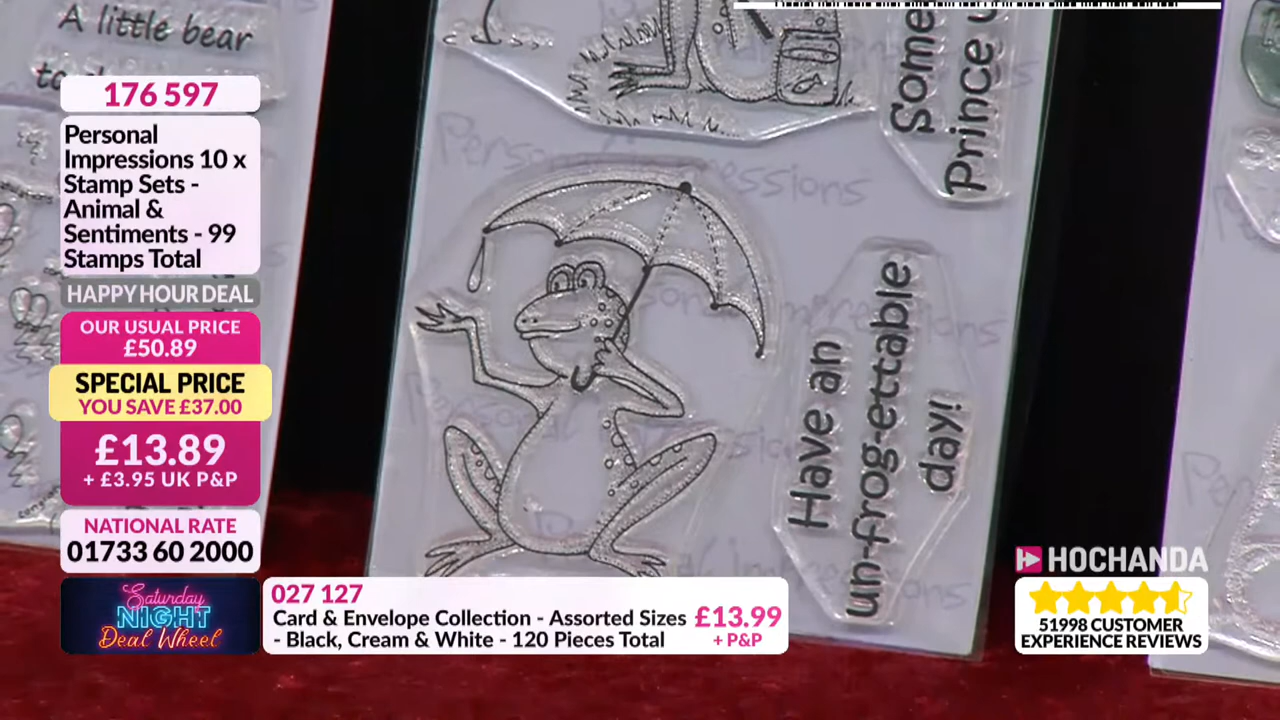 A little bear
176 597
Personal
Impressions 10 x
Stamp Sets -
Animal &
Sentiments - 99
Stamps Total
HAPPY HOUR DEAL
OUR USUAL PRICE
£50.89
SPECIAL PRICE
YOU SAVE £37.00
£13.89
+ £3.95 UK P&P
NATIONAL RATE
01733 60 2000
Saturday
NIGHT
Deal Wheel
027 127
Card & Envelope Collection - Assorted Sizes
- Black, Cream & White - 120 Pieces Total
£13.99
+ P&P
Some
Prince
Personal Impressions
Have an
un-frog-ettable
day!
HOCHANDA
51998 CUSTOMER
EXPERIENCE REVIEWS